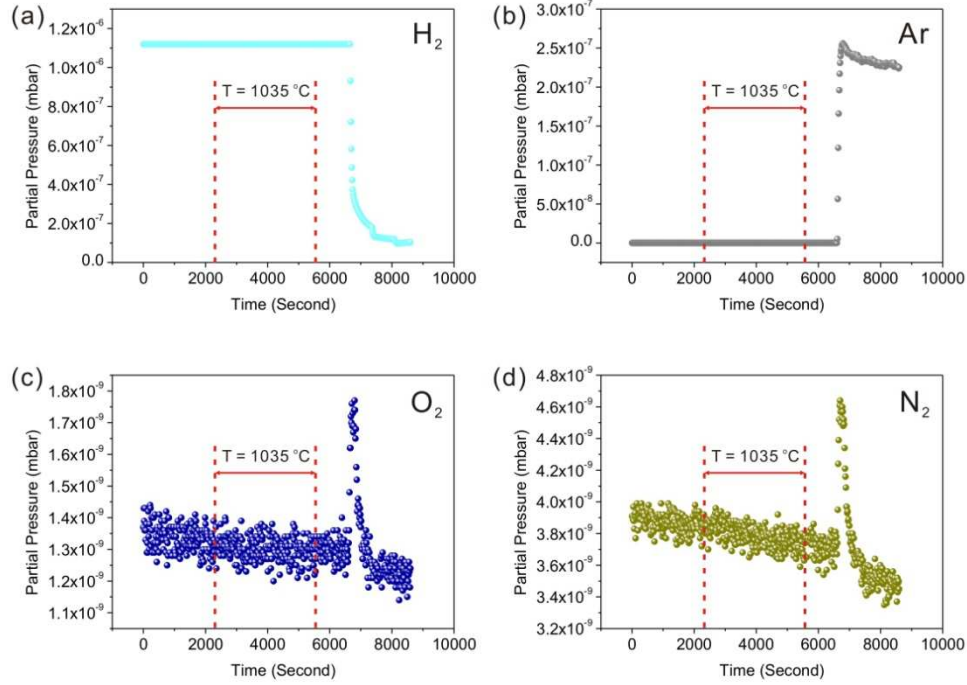 (a)
H₂
Partial Pressure (mbar)
1.2x10⁻⁶
1.0x10⁻⁶
8.0x10⁻⁷
6.0x10⁻⁷
4.0x10⁻⁷
2.0x10⁻⁷
0.0
T = 1035 °C
0 2000 4000 6000 8000 10000
Time (Second)
(b)
Ar
Partial Pressure (mbar)
3.0x10⁻⁷
2.5x10⁻⁷
2.0x10⁻⁷
1.5x10⁻⁷
1.0x10⁻⁷
5.0x10⁻⁸
0.0
T = 1035 °C
0 2000 4000 6000 8000 10000
Time (Second)
(c)
O₂
Partial Pressure (mbar)
1.8x10⁻⁹
1.7x10⁻⁹
1.6x10⁻⁹
1.5x10⁻⁹
1.4x10⁻⁹
1.3x10⁻⁹
1.2x10⁻⁹
1.1x10⁻⁹
T = 1035 °C
0 2000 4000 6000 8000 10000
Time (Second)
(d)
N₂
Partial Pressure (mbar)
4.8x10⁻⁹
4.6x10⁻⁹
4.4x10⁻⁹
4.2x10⁻⁹
4.0x10⁻⁹
3.8x10⁻⁹
3.6x10⁻⁹
3.4x10⁻⁹
3.2x10⁻⁹
T = 1035 °C
0 2000 4000 6000 8000 10000
Time (Second)